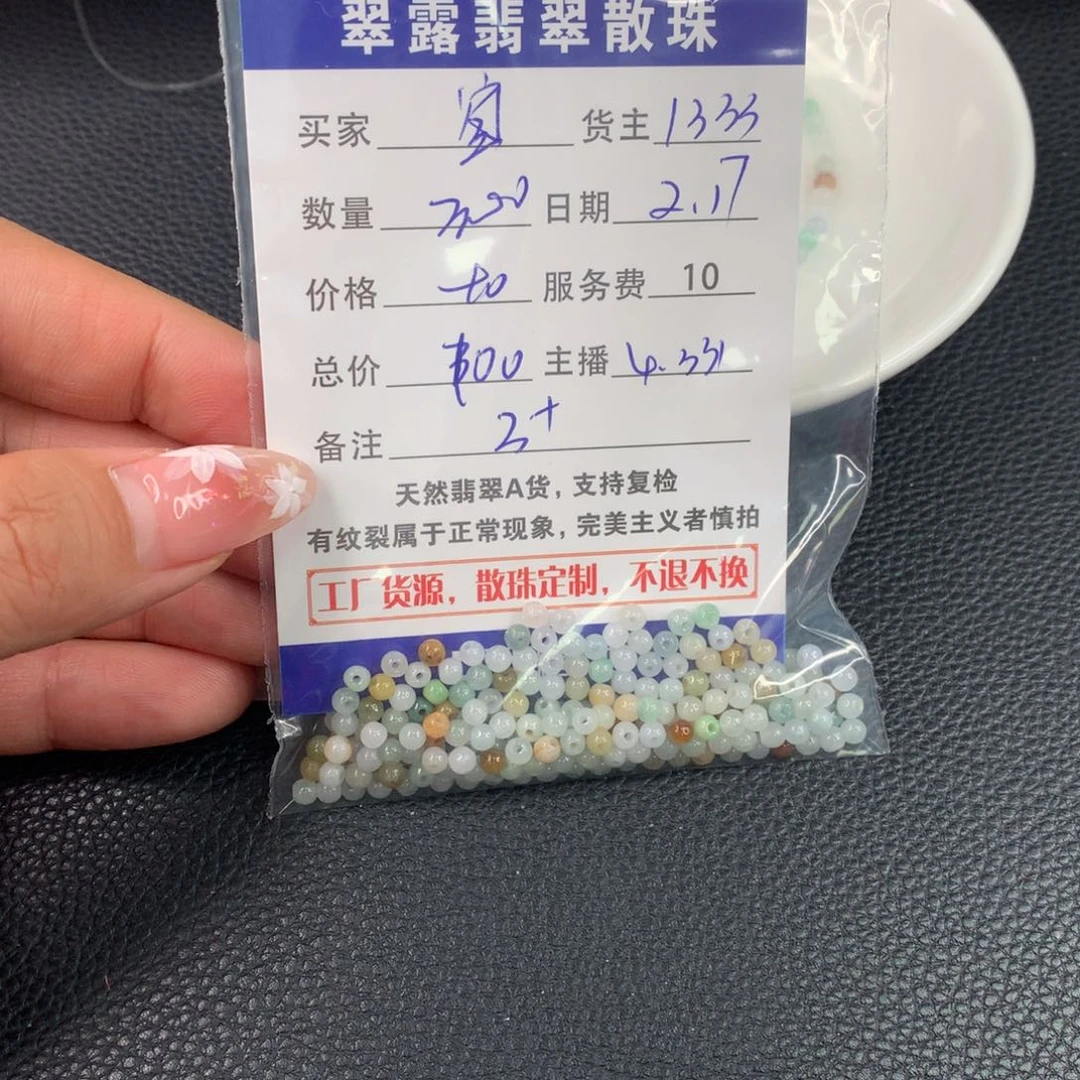 翠露翡翠散珠
买家 货主 1333
数量 日期 2.17
价格 服务费 10
总价 主播 4.331
备注 3+
天然翡翠A货，支持复检
有纹裂属于正常现象，完美主义者慎拍
工厂货源，散珠定制，不退不换